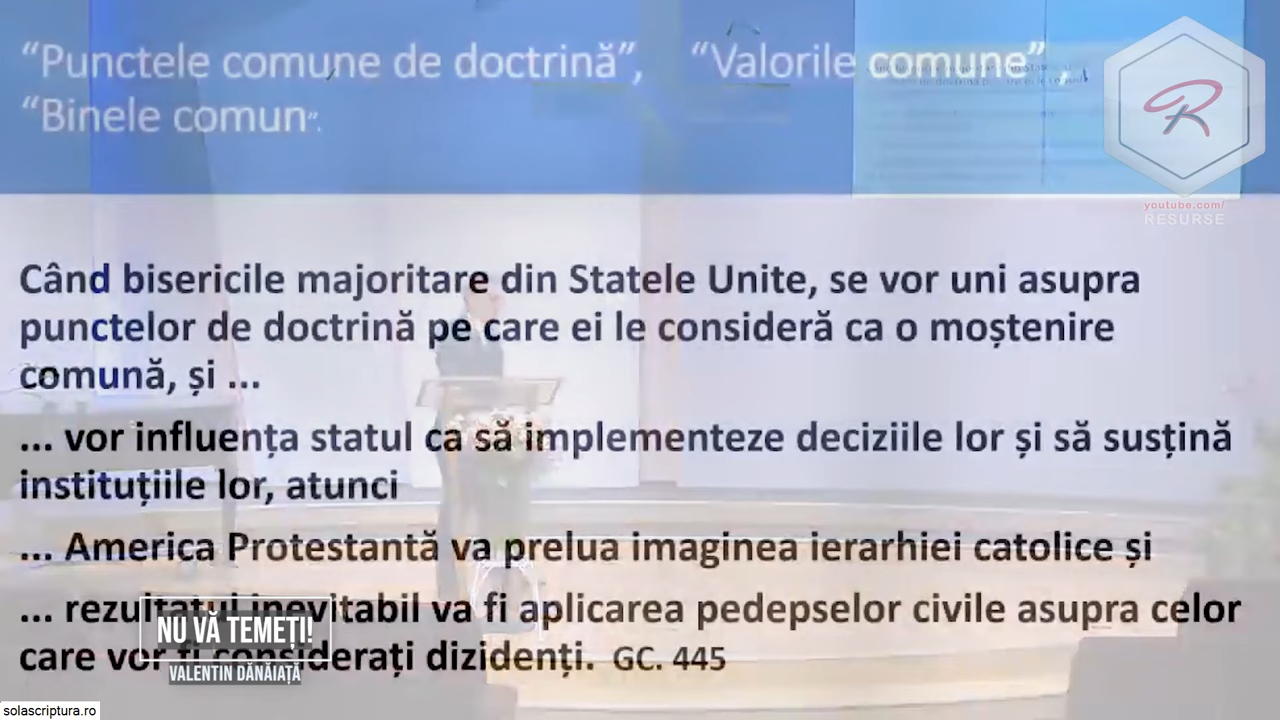 “Punctele comune de doctrină”, “Valorile comune” ,
“Binele comun”.
R
youtube.com/
RESURSE
Când bisericile majoritare din Statele Unite, se vor uni asupra
punctelor de doctrină pe care ei le consideră ca o moștenire
comună, și ...
... vor influența statul ca să implementeze deciziile lor și să susțină
instituțiile lor, atunci
... America Protestantă va prelua imaginea ierarhiei catolice și
... rezultatul inevitabil va fi aplicarea pedepselor civile asupra celor
care vor fi considerați dizidenți. GC. 445
NU VĂ TEMEȚI!
VALENTIN DĂNĂIAȚĂ
solascriptura.ro